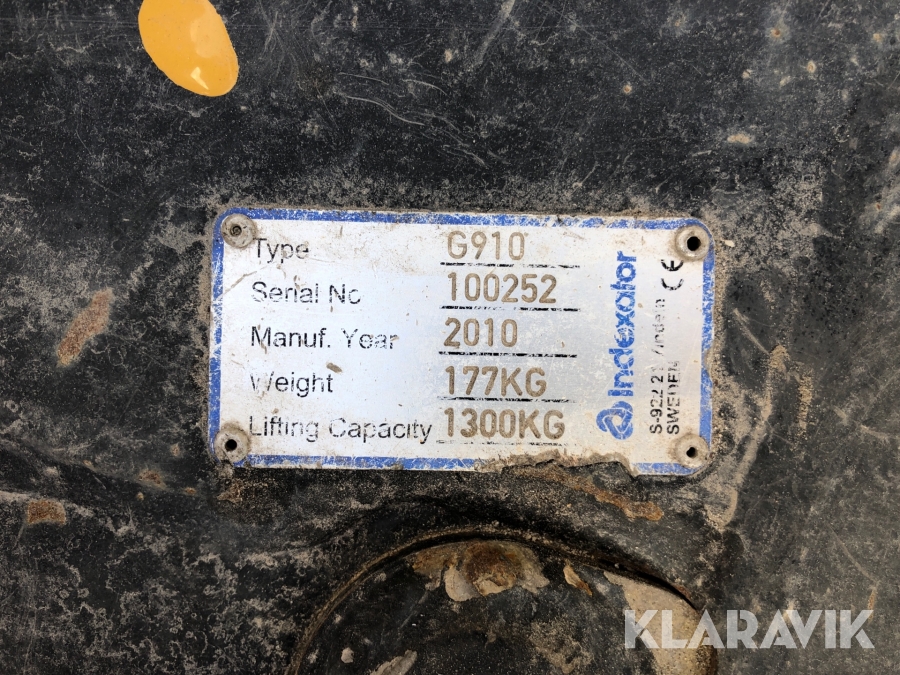 Type G910
Serial No 100252
Manuf. Year 2010
Weight 177KG
Lifting Capacity 1300KG
indexator
SWEDEN
CE
KLARAVIK